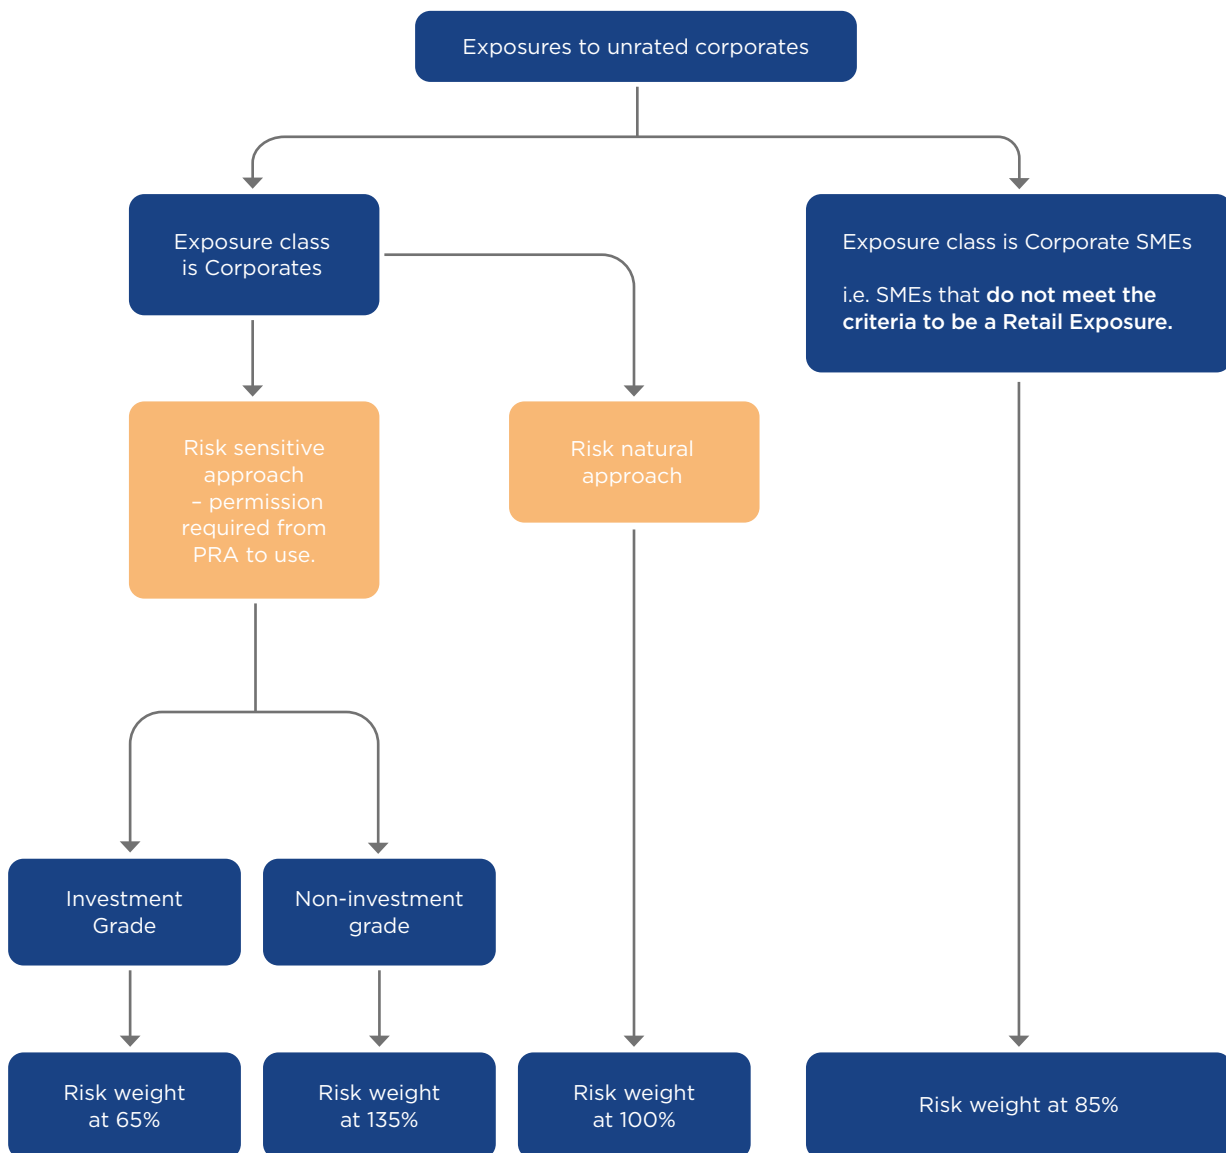 Exposures to unrated corporates
Exposure class
is Corporates
Exposure class is Corporate SMEs
i.e. SMEs that do not meet the
criteria to be a Retail Exposure.
Risk sensitive
approach
– permission
required from
PRA to use.
Risk natural
approach
Investment
Grade
Non-investment
grade
Risk weight
at 65%
Risk weight
at 135%
Risk weight
at 100%
Risk weight at 85%